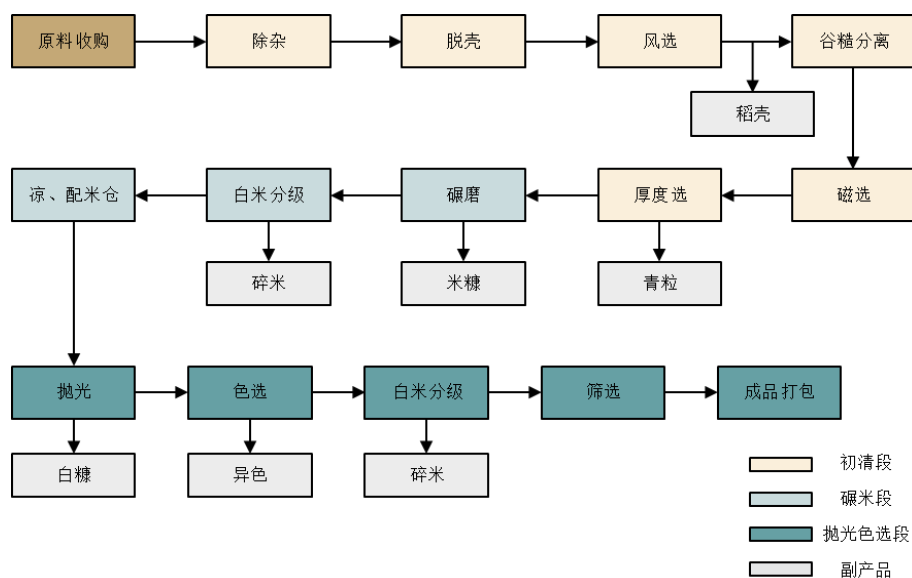 原料收购
除杂
脱壳
风选
谷糙分离
稻壳
凉、配米仓
白米分级
碾磨
厚度选
磁选
碎米
米糠
青粒
抛光
色选
白米分级
筛选
成品打包
白糠
异色
碎米
初清段
碾米段
抛光色选段
副产品